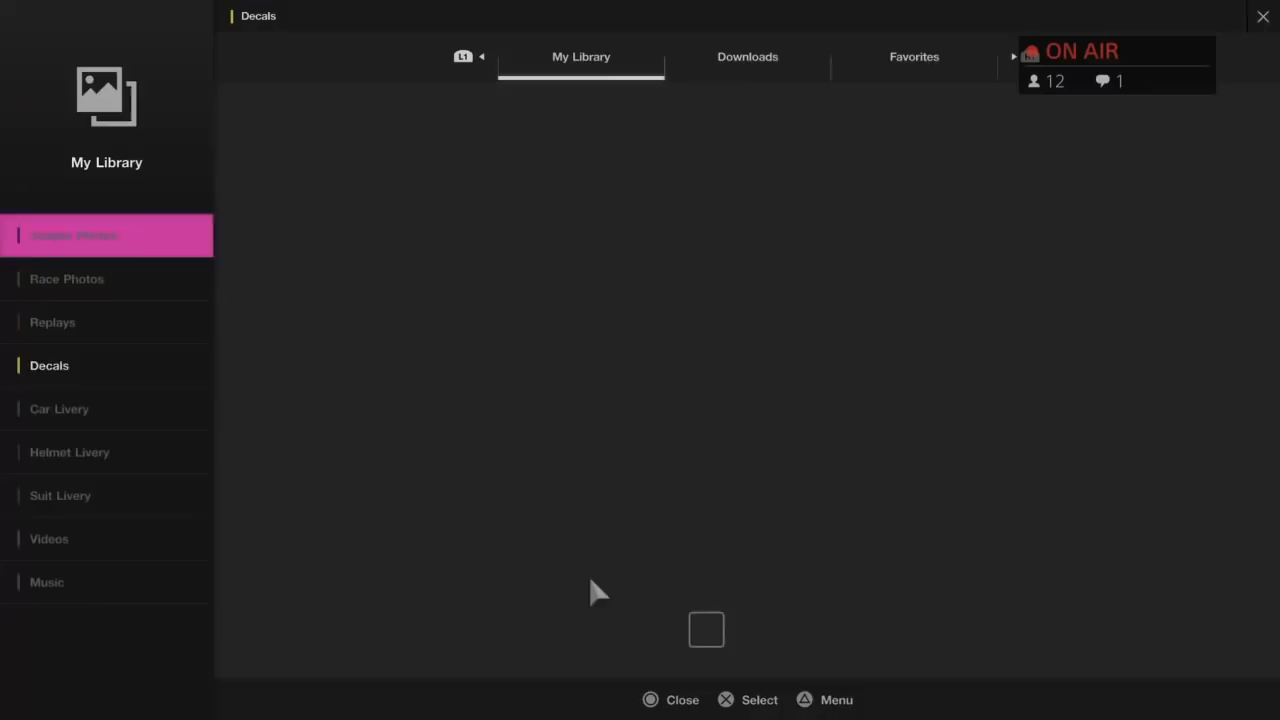 Decals
L1
My Library
Downloads
Favorites
ON AIR
12
1
My Library
Race Photos
Replays
Decals
Car Livery
Helmet Livery
Suit Livery
Videos
Music
Close
Select
Menu